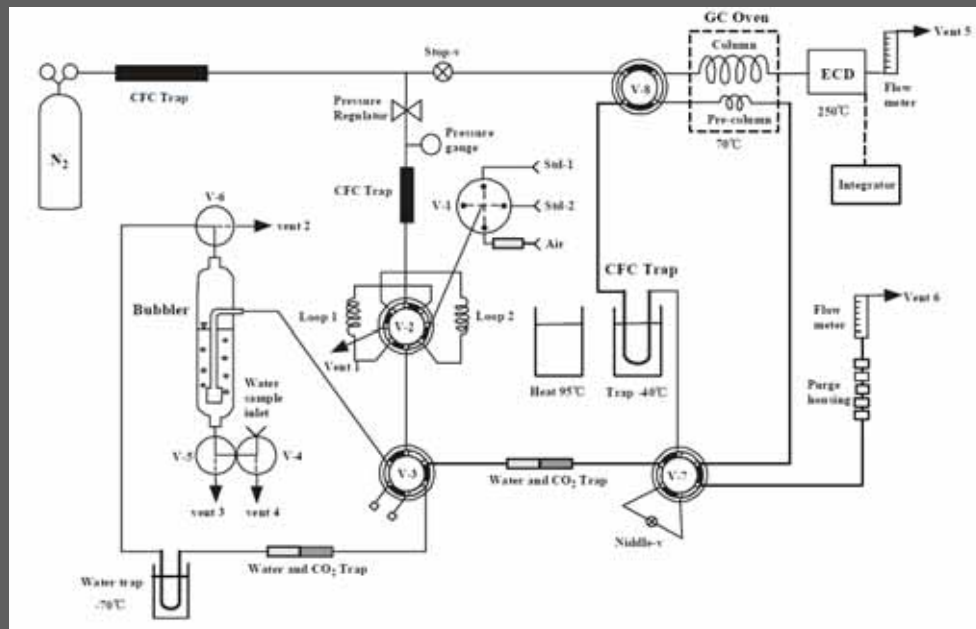 GC Oven
Column
Vent 5
Stop-v
V-8
ECD
Flow
meter
CFC Trap
Pressure
Regulator
Pre-column
250℃
70℃
N2
Pressure
gauge
Std-1
Integrator
CFC Trap
V-1
Std-2
V-6
vent 2
Air
CFC Trap
Bubbler
Loop 1
V-2
Loop 2
Flow
meter
Vent 6
Vent 1
Heat 95℃
Trap -40℃
Purge
housing
Water
sample
inlet
V-5
V-4
V-3
V-7
Water and CO2 Trap
vent 3
vent 4
Niddle-v
Water trap
-70℃
Water and CO2 Trap